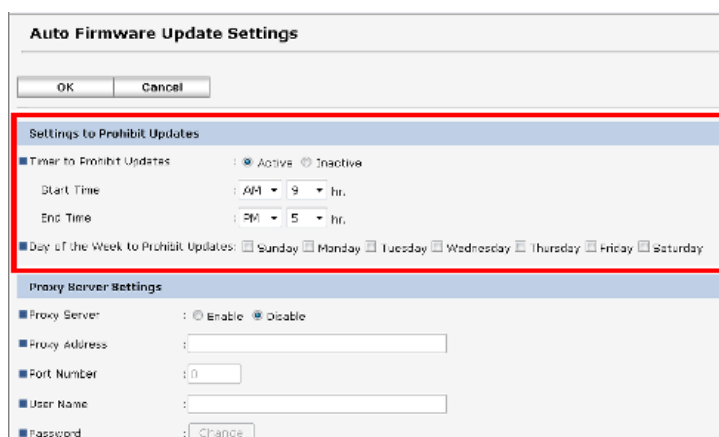 Auto Firmware Update Settings
OK Cancel
Settings to Prohibit Updates
Timer to Prohibit Updates : Active Inactive
Start Time : AM 9 hr.
End Time : PM 5 hr.
Day of the Week to Prohibit Updates: Sunday Monday Tuesday Wednesday Thursday Friday Saturday
Proxy Server Settings
Proxy Server : Enable Disable
Proxy Address :
Port Number : 0
User Name :
Password : Change